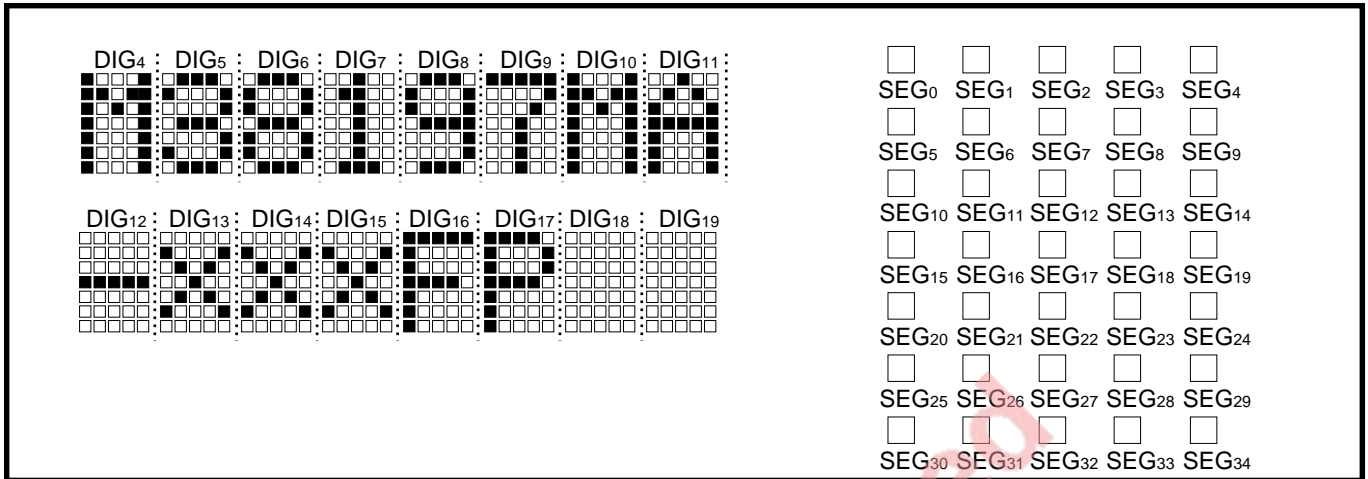 DIG4 DIG5 DIG6 DIG7 DIG8 DIG9 DIG10 DIG11
M38197MA
DIG12 DIG13 DIG14 DIG15 DIG16 DIG17 DIG18 DIG19
-XXXFP
SEG0 SEG1 SEG2 SEG3 SEG4
SEG5 SEG6 SEG7 SEG8 SEG9
SEG10 SEG11 SEG12 SEG13 SEG14
SEG15 SEG16 SEG17 SEG18 SEG19
SEG20 SEG21 SEG22 SEG23 SEG24
SEG25 SEG26 SEG27 SEG28 SEG29
SEG30 SEG31 SEG32 SEG33 SEG34